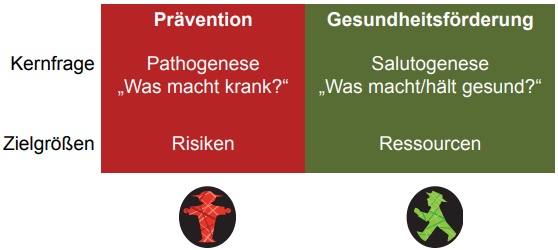 Prävention Gesundheitsförderung
Kernfrage Pathogenese Salutogenese
„Was macht krank?“ „Was macht/hält gesund?“
Zielgrößen Risiken Ressourcen